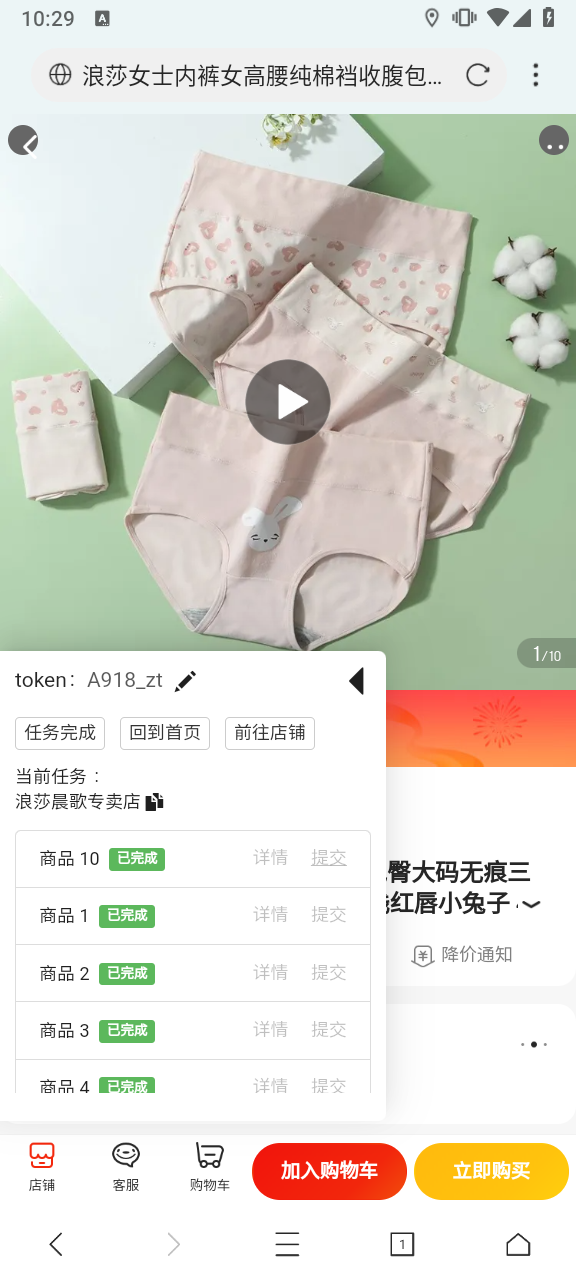 10:29
A
浪莎女士内裤女高腰纯棉裆收腹包...
1/10
token: A918_zt
任务完成 回到首页 前往店铺
当前任务：
浪莎晨歌专卖店
商品 10 已完成 详情 提交
商品 1 已完成 详情 提交
商品 2 已完成 详情 提交
商品 3 已完成 详情 提交
商品 4 已完成 详情 提交
臀大码无痕三
红唇小兔子
降价通知
店铺 客服 购物车 加入购物车 立即购买
1